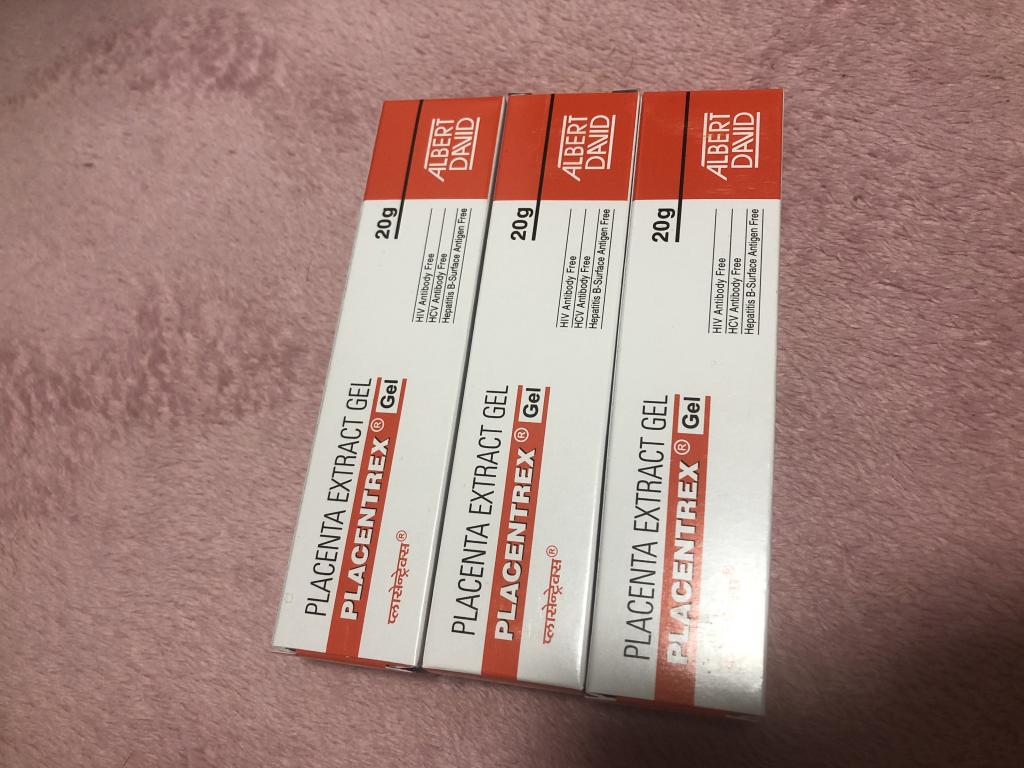 PLACENTA EXTRACT GEL
PLACENTREX® Gel
प्लासेन्ट्रेक्स®
HIV Antibody Free
HCV Antibody Free
Hepatitis B-Surface Antigen Free
20g
ALBERT
DAVID
PLACENTA EXTRACT GEL
PLACENTREX® Gel
प्लासेन्ट्रेक्स®
HIV Antibody Free
HCV Antibody Free
Hepatitis B-Surface Antigen Free
20g
ALBERT
DAVID
PLACENTA EXTRACT GEL
PLACENTREX® Gel
HIV Antibody Free
HCV Antibody Free
Hepatitis B-Surface Antigen Free
20g
ALBERT
DAVID